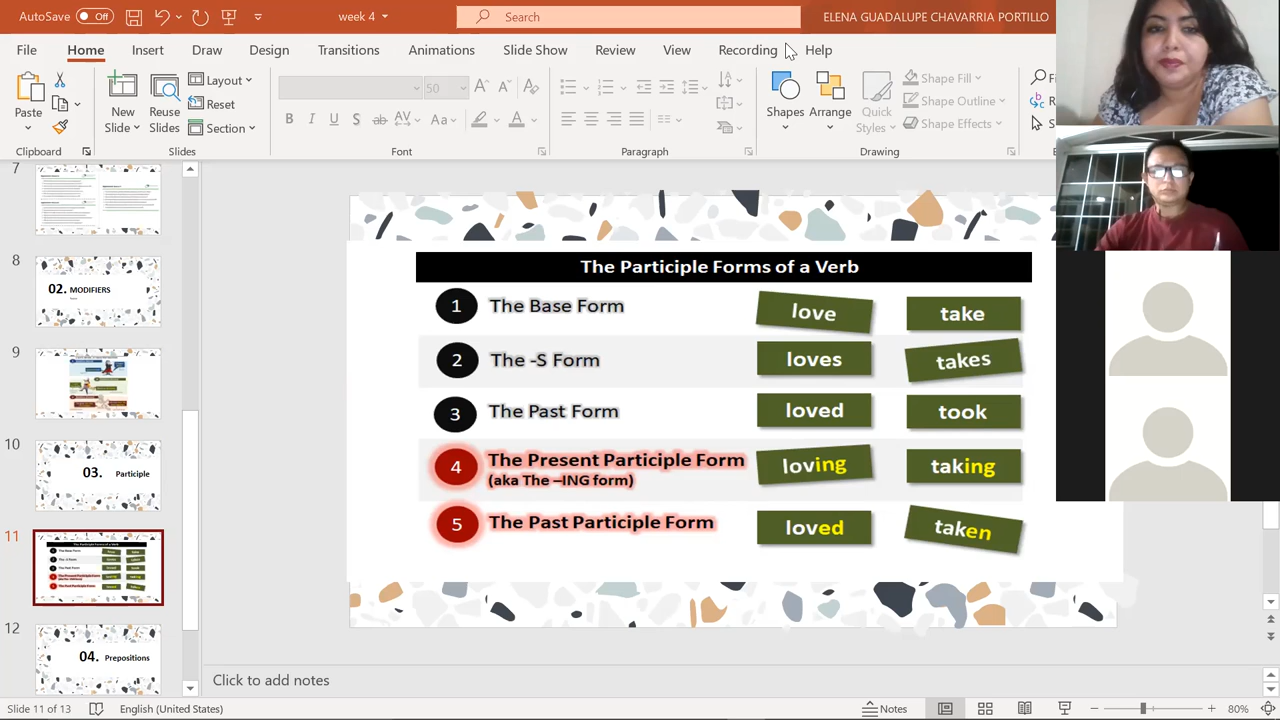 AutoSave Off week 4 Search ELENA GUADALUPE CHAVARRIA PORTILLO
File Home Insert Draw Design Transitions Animations Slide Show Review View Recording Help
Paste
New Slide
Reuse Slides
Layout
Reset
Section
B I U S ab AV Aa A
Shapes
Arrange
Quick Styles
Shape Fill
Shape Outline
Shape Effects
Clipboard Slides Font Paragraph Drawing
7
8
02. MODIFIERS
9
10
03. Participle
11
12
04. Prepositions
The Participle Forms of a Verb
1 The Base Form love take
2 The -S Form loves takes
3 The Past Form loved took
4 The Present Participle Form loving taking
(aka The –ING form)
5 The Past Participle Form loved taken
Click to add notes
Slide 11 of 13 English (United States) Notes 80%